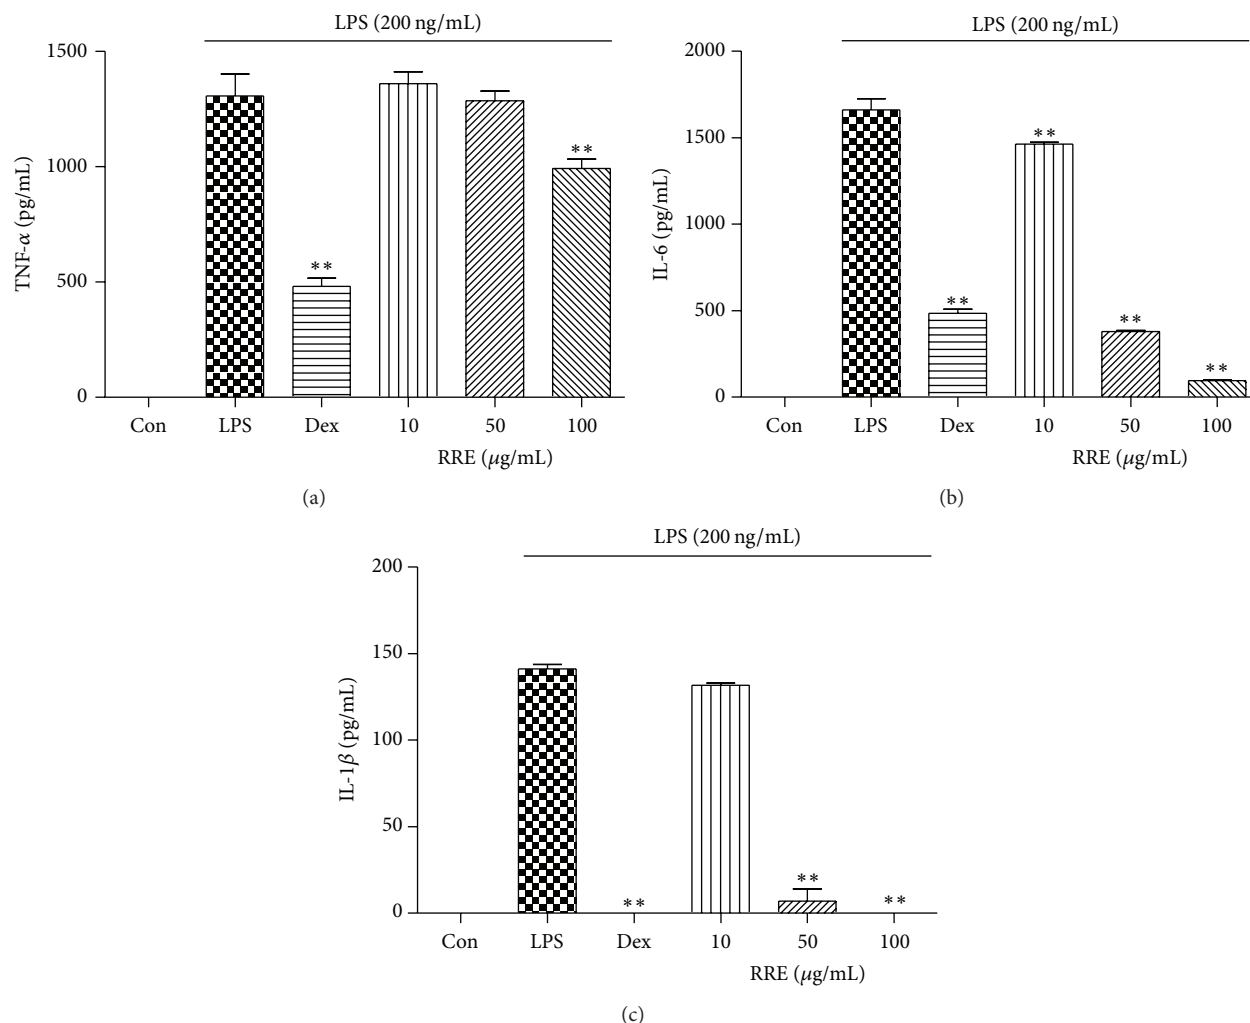 LPS (200 ng/mL)
1500
1000
500
0
TNF-α (pg/mL)
**
**
Con LPS Dex 10 50 100
RRE (μg/mL)
(a)
LPS (200 ng/mL)
2000
1500
1000
500
0
IL-6 (pg/mL)
**
**
**
**
Con LPS Dex 10 50 100
RRE (μg/mL)
(b)
LPS (200 ng/mL)
200
150
100
50
0
IL-1β (pg/mL)
**
**
**
Con LPS Dex 10 50 100
RRE (μg/mL)
(c)